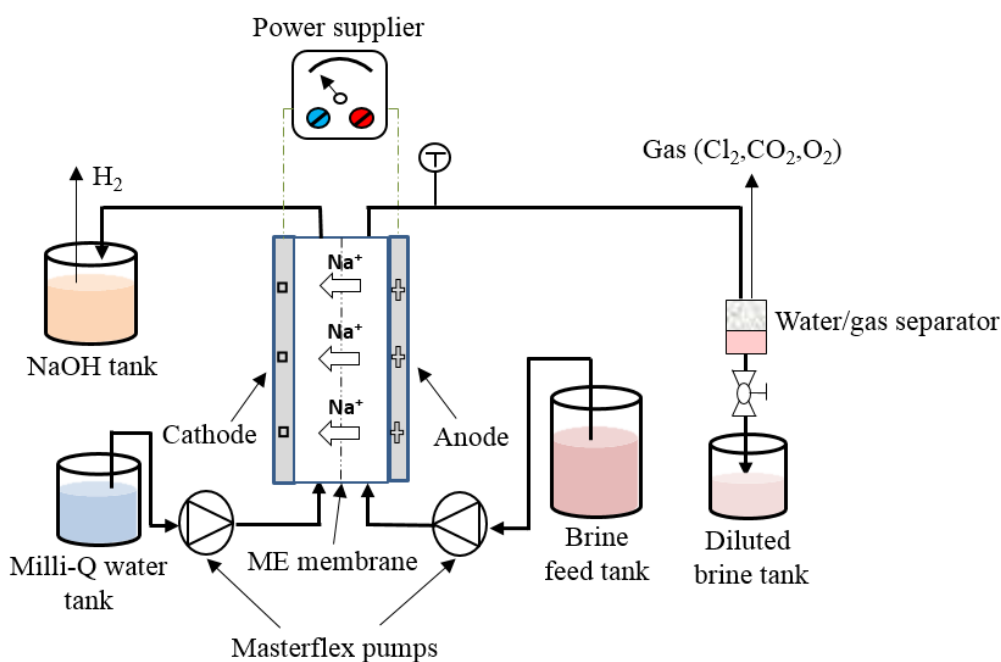 Power supplier
T
Gas (Cl₂,CO₂,O₂)
H₂
Na⁺
Na⁺
Na⁺
NaOH tank
Water/gas separator
Cathode
Anode
Milli-Q water
tank
ME membrane
Brine
feed tank
Diluted
brine tank
Masterflex pumps